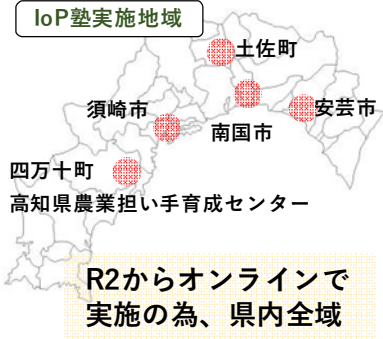 IoP塾実施地域
土佐町
須崎市
安芸市
南国市
四万十町
高知県農業担い手育成センター
R2からオンラインで
実施の為、県内全域